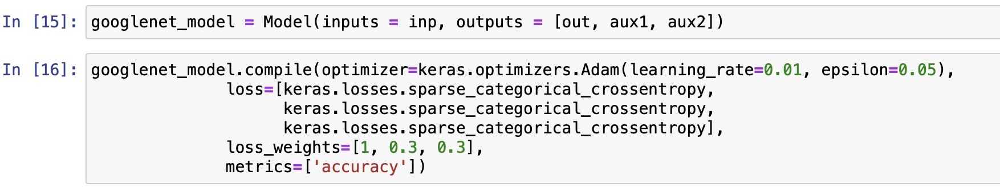 In [15]: googlenet_model = Model(inputs = inp, outputs = [out, aux1, aux2])
In [16]: googlenet_model.compile(optimizer=keras.optimizers.Adam(learning_rate=0.01, epsilon=0.05),
loss=[keras.losses.sparse_categorical_crossentropy,
keras.losses.sparse_categorical_crossentropy,
keras.losses.sparse_categorical_crossentropy],
loss_weights=[1, 0.3, 0.3],
metrics=['accuracy'])